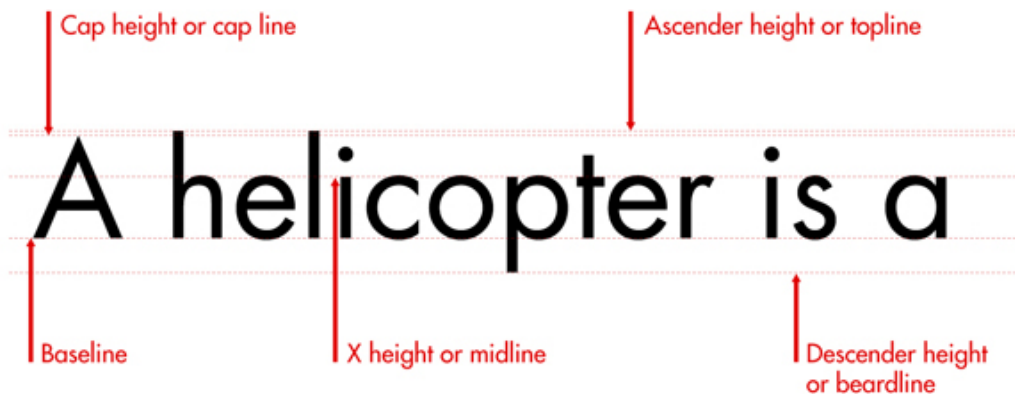 Cap height or cap line
Ascender height or topline
A helicopter is a
Baseline
X height or midline
Descender height
or beardline